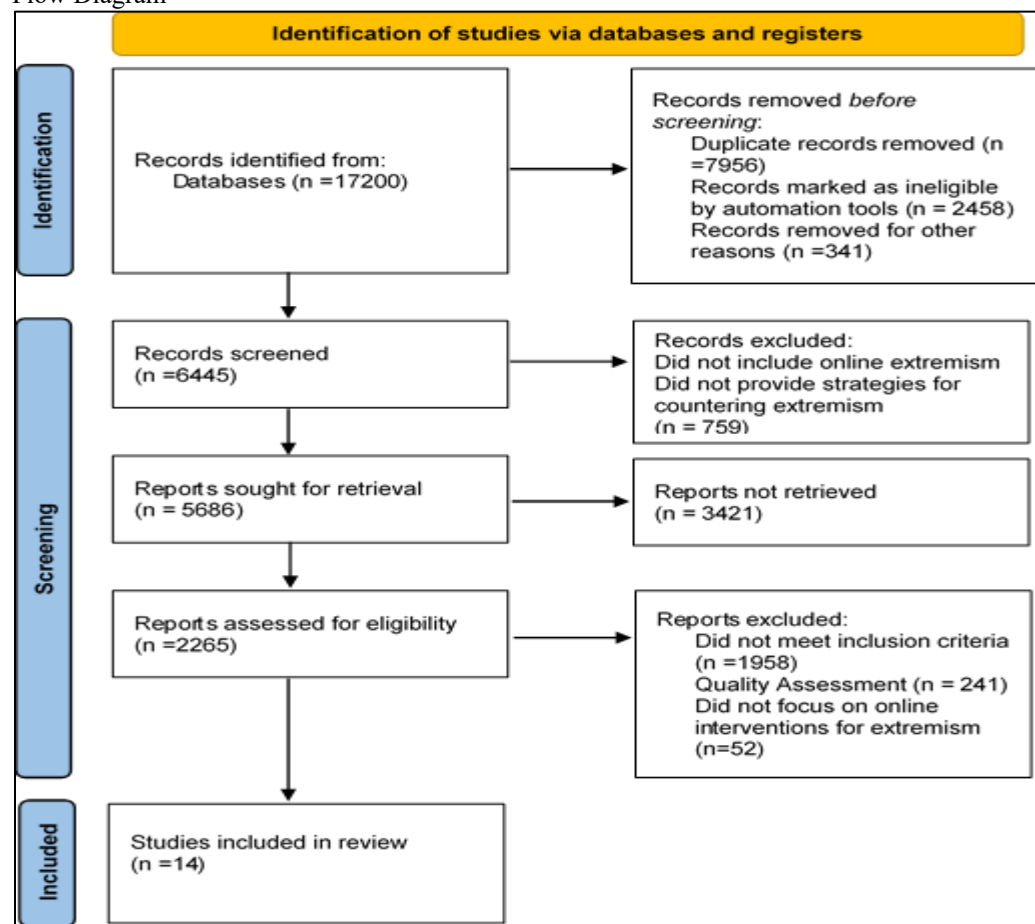 Flow Diagram
Identification of studies via databases and registers
Identification
Records identified from:
Databases (n =17200)
Records removed before
screening:
Duplicate records removed (n
=7956)
Records marked as ineligible
by automation tools (n = 2458)
Records removed for other
reasons (n =341)
Screening
Records screened
(n =6445)
Records excluded:
Did not include online extremism
Did not provide strategies for
countering extremism
(n = 759)
Reports sought for retrieval
(n = 5686)
Reports not retrieved
(n = 3421)
Reports assessed for eligibility
(n =2265)
Reports excluded:
Did not meet inclusion criteria
(n =1958)
Quality Assessment (n = 241)
Did not focus on online
interventions for extremism
(n=52)
Included
Studies included in review
(n =14)